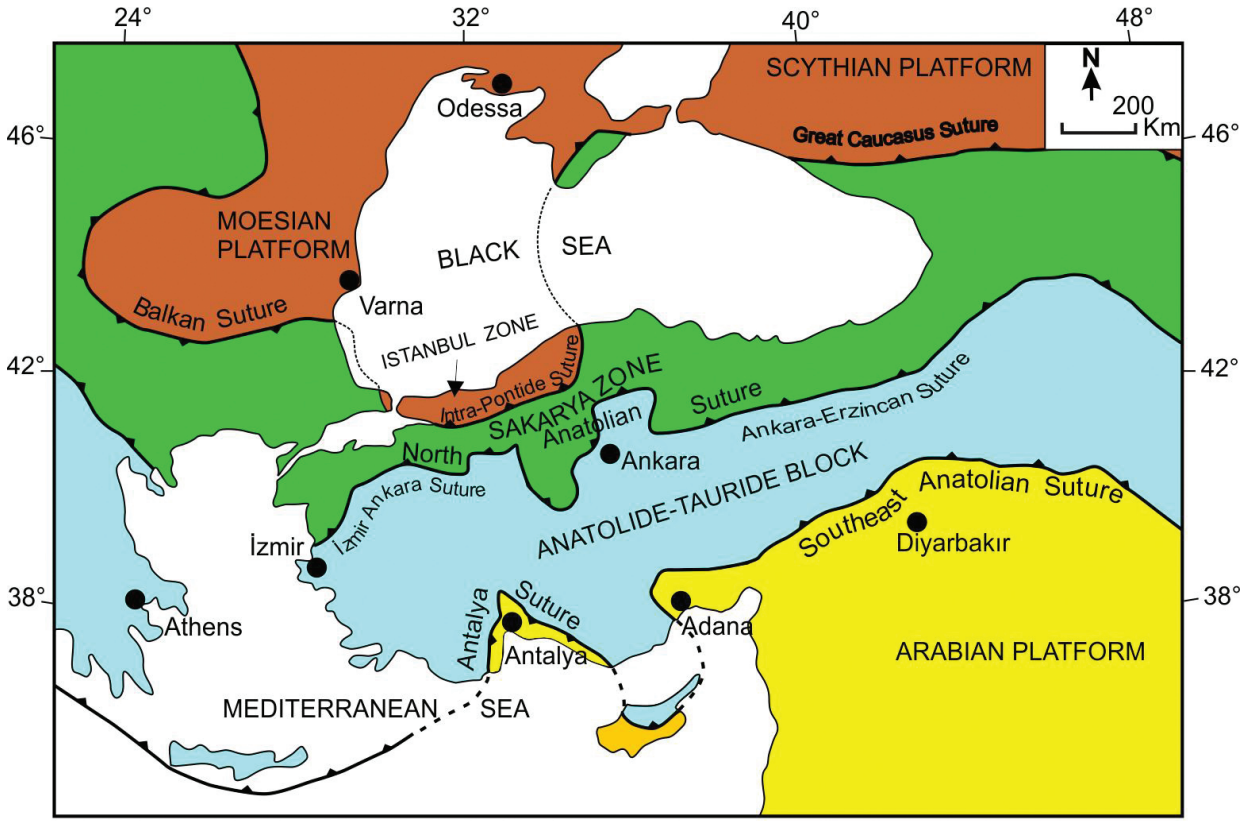 24° 32° 40° 48°
N
SCYTHIAN PLATFORM
200
Km
Odessa
46° 46°
Great Caucasus Suture
MOESIAN
PLATFORM
BLACK SEA
Varna
Balkan Suture
ISTANBUL ZONE
42° 42°
Intra-Pontide Suture
SAKARYA ZONE
North Anatolian Suture
Ankara-Erzincan Suture
Ankara
İzmir Ankara Suture
ANATOLIDE-TAURIDE BLOCK
Southeast Anatolian Suture
İzmir
Diyarbakır
38° 38°
Athens
Antalya Suture
Antalya
Adana
ARABIAN PLATFORM
MEDITERRANEAN SEA